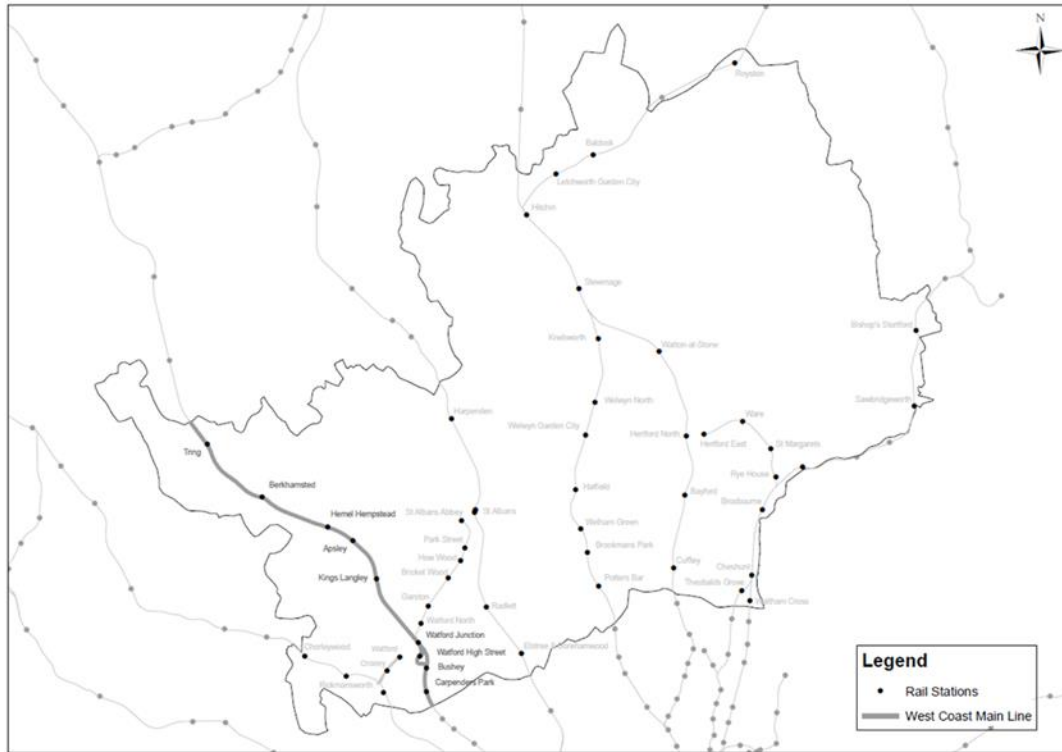 N
Royston
Baldock
Letchworth Garden City
Hitchin
Stevenage
Knebworth
Watton-at-Stone
Bishop's Stortford
Sawbridgeworth
Welwyn North
Welwyn Garden City
Harpenden
Hertford North
Hertford East
Ware
St Margarets
Rye House
Broxbourne
Tring
Berkhamsted
Hemel Hempstead
Apsley
Kings Langley
St Albans Abbey
St Albans
Park Street
How Wood
Bricket Wood
Garston
Watford North
Radlett
Hatfield
Welham Green
Brookmans Park
Potters Bar
Bayford
Cuffley
Cheshunt
Theobalds Grove
Waltham Cross
Watford Junction
Watford High Street
Bushey
Carpenders Park
Chorleywood
Watford
Croxley
Rickmansworth
Elstree & Borehamwood
Legend
Rail Stations
West Coast Main Line